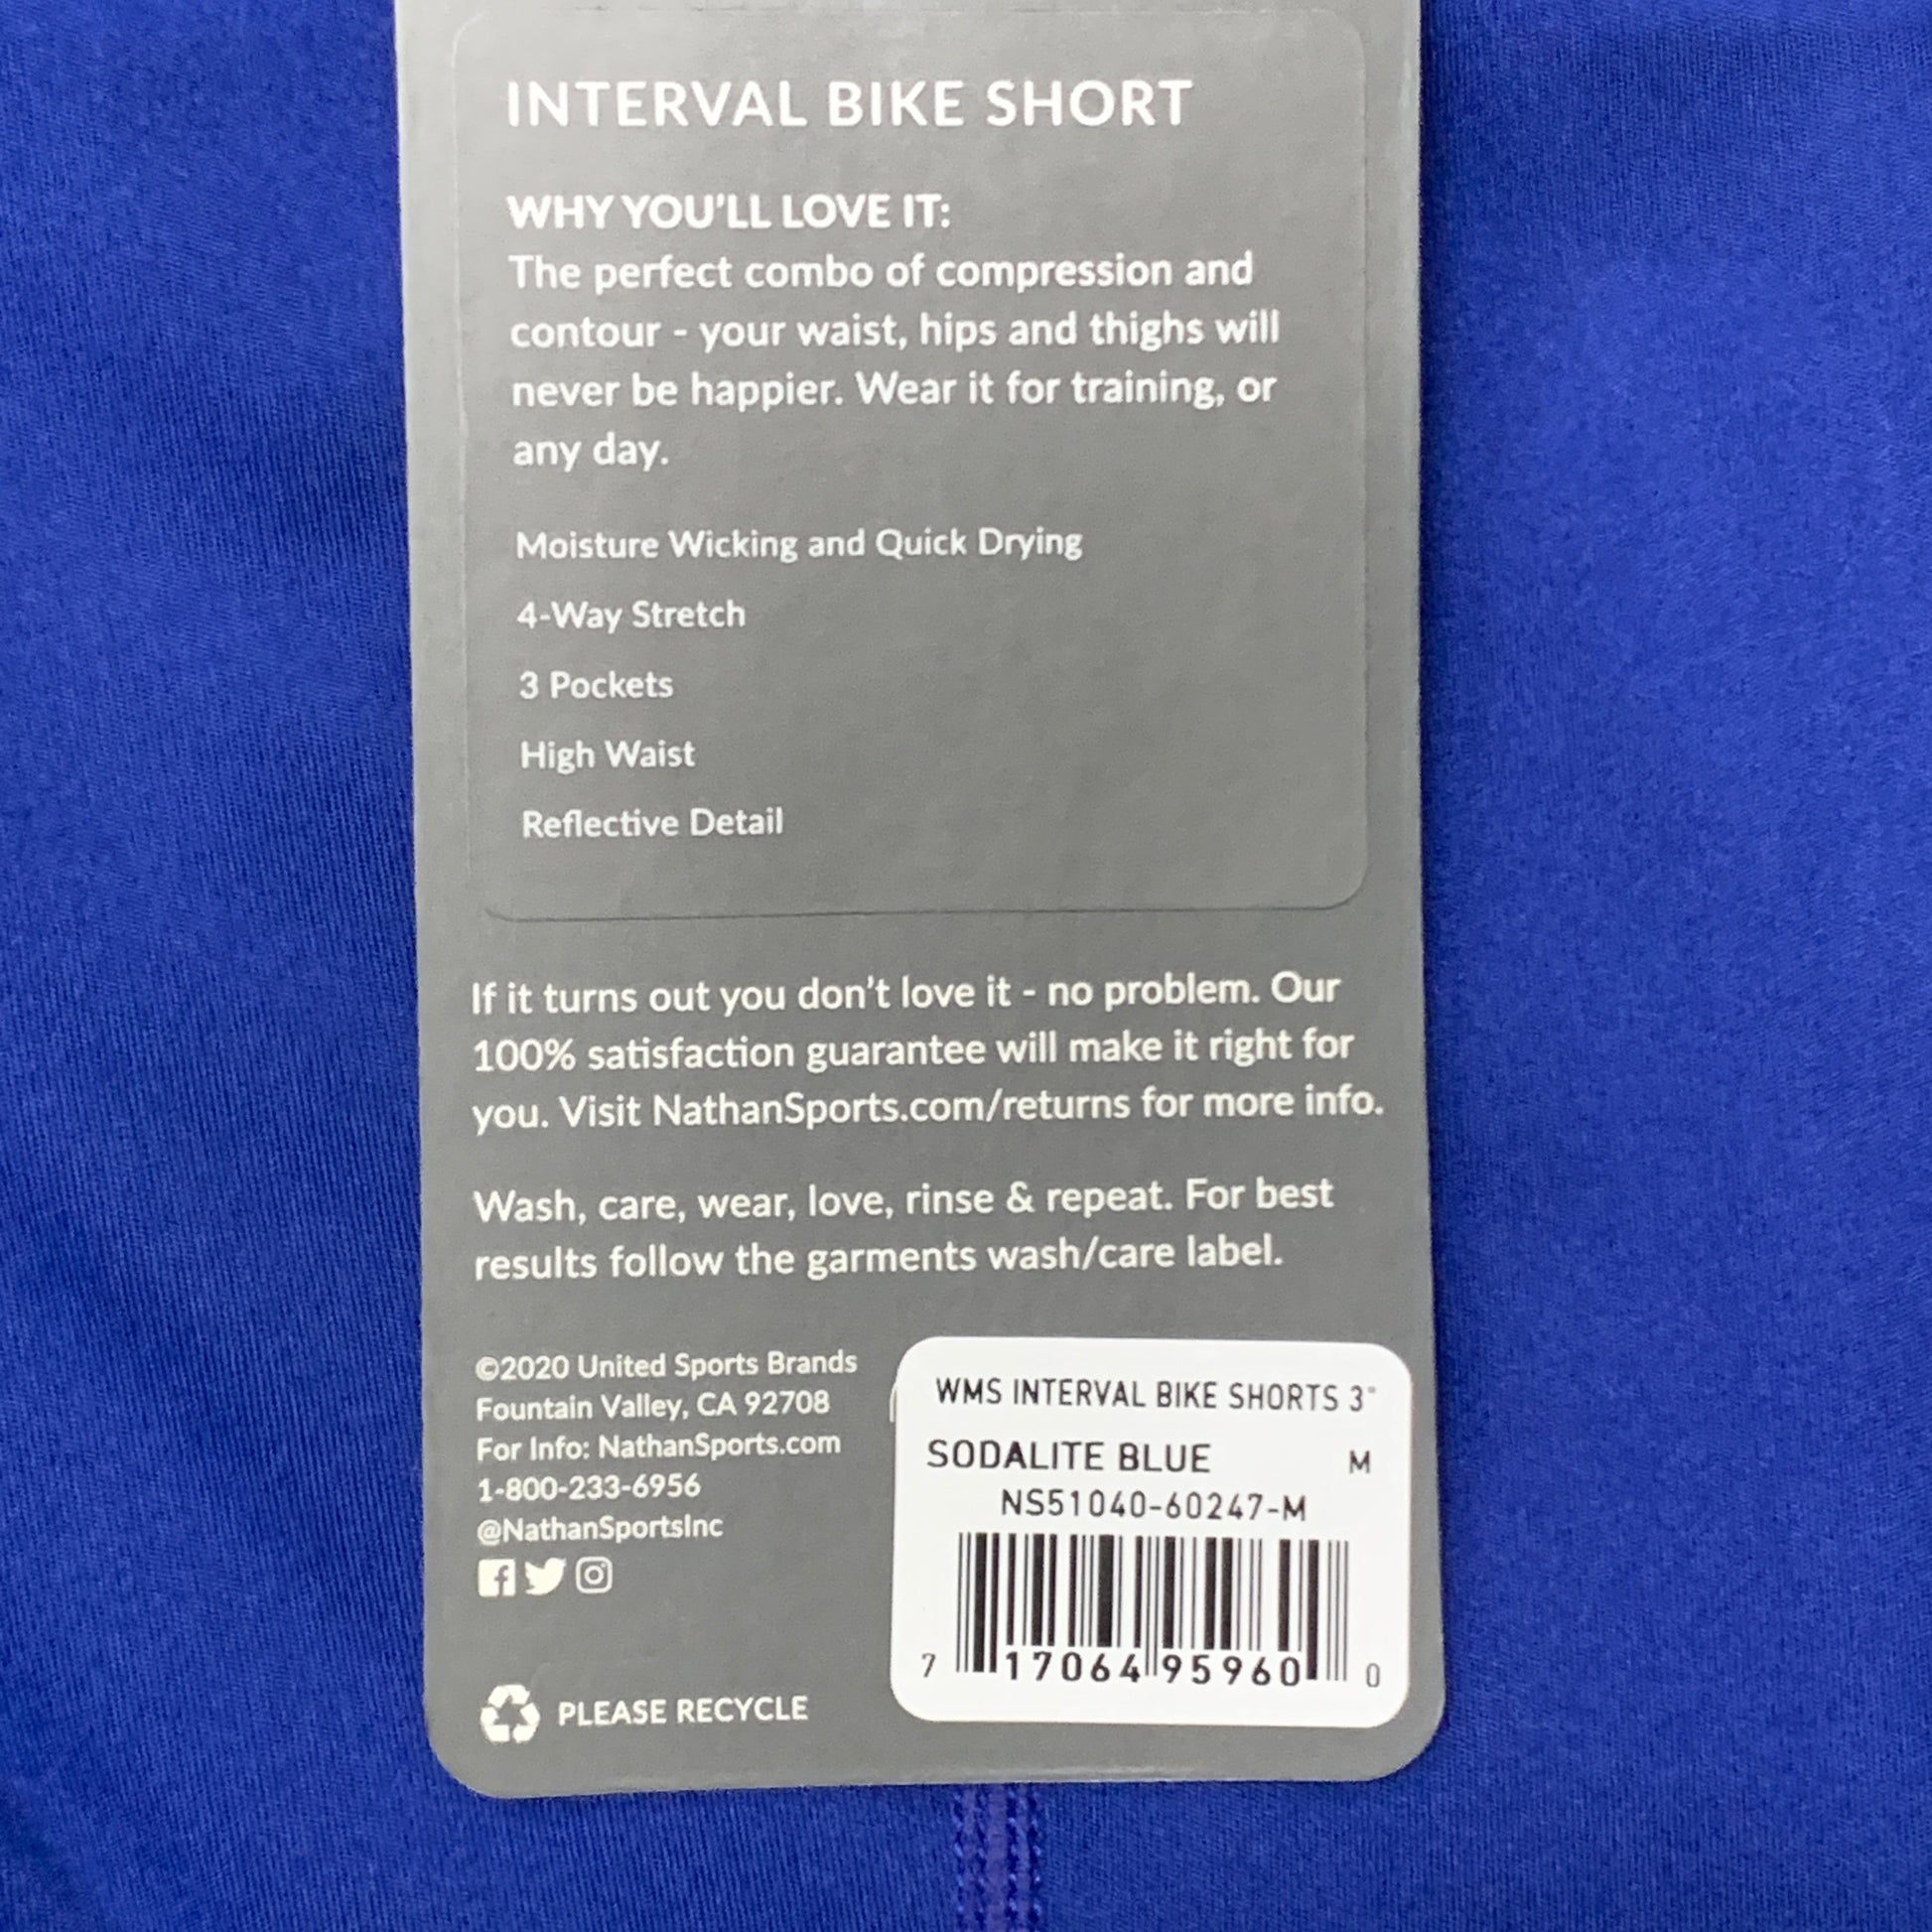 INTERVAL BIKE SHORT
WHY YOU'LL LOVE IT:
The perfect combo of compression and
contour - your waist, hips and thighs will
never be happier. Wear it for training, or
any day.
Moisture Wicking and Quick Drying
4-Way Stretch
3 Pockets
High Waist
Reflective Detail
If it turns out you don't love it - no problem. Our
100% satisfaction guarantee will make it right for
you. Visit NathanSports.com/returns for more info.
Wash, care, wear, love, rinse & repeat. For best
results follow the garments wash/care label.
©2020 United Sports Brands
Fountain Valley, CA 92708
For Info: NathanSports.com
1-800-233-6956
@NathanSportsInc
PLEASE RECYCLE
WMS INTERVAL BIKE SHORTS 3"
SODALITE BLUE M
NS51040-60247-M
7 17064 95960 0